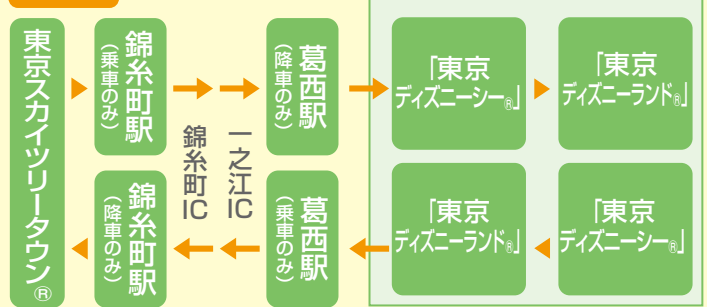 東京スカイツリータウン®
錦糸町駅
(乗車のみ)
錦糸町IC
一之江IC
葛西駅
(降車のみ)
「東京
ディズニーシー®」
「東京
ディズニーランド®」
錦糸町駅
(降車のみ)
葛西駅
(乗車のみ)
「東京
ディズニーランド®」
「東京
ディズニーシー®」